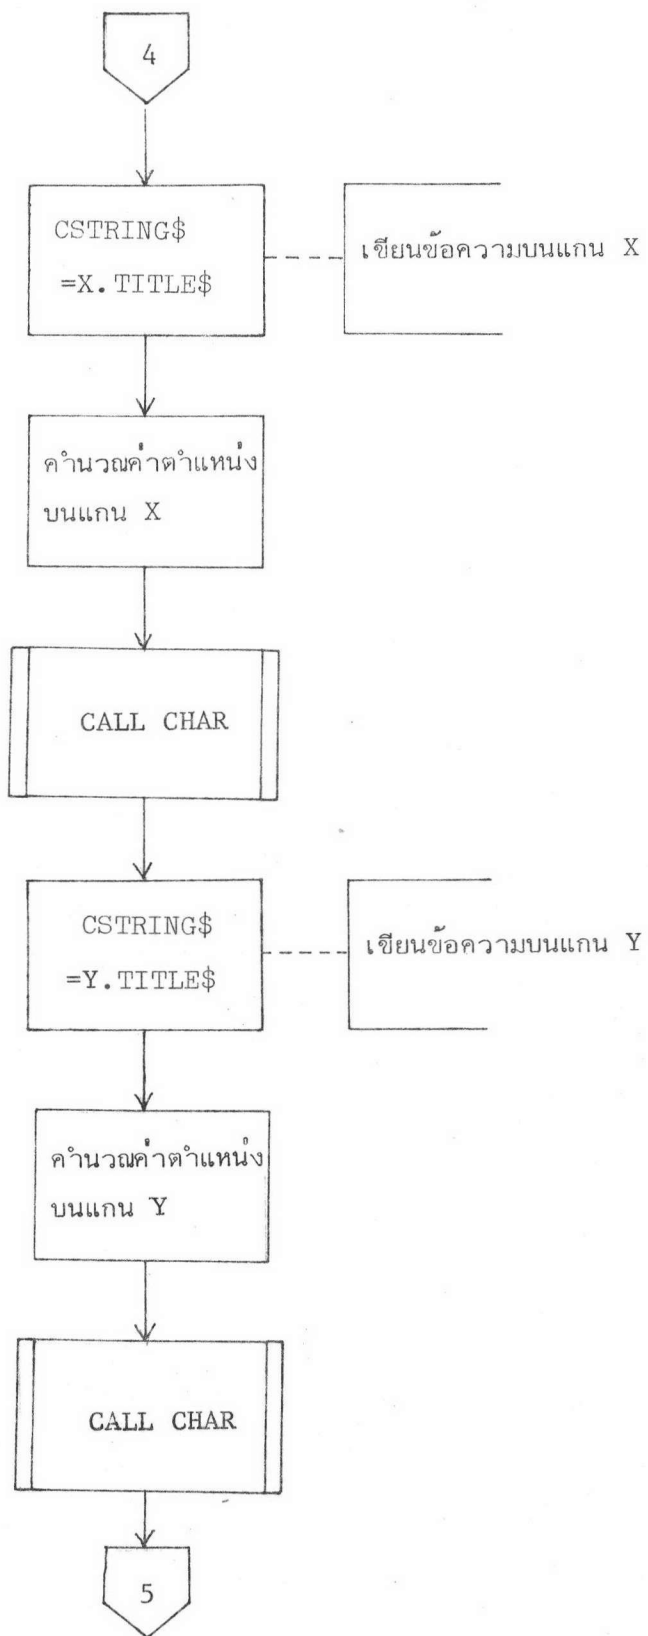 4
CSTRING$
=X.TITLE$
เขียนข้อความบนแกน X
คำนวณค่าตำแหน่ง
บนแกน X
CALL CHAR
CSTRING$
=Y.TITLE$
เขียนข้อความบนแกน Y
คำนวณค่าตำแหน่ง
บนแกน Y
CALL CHAR
5